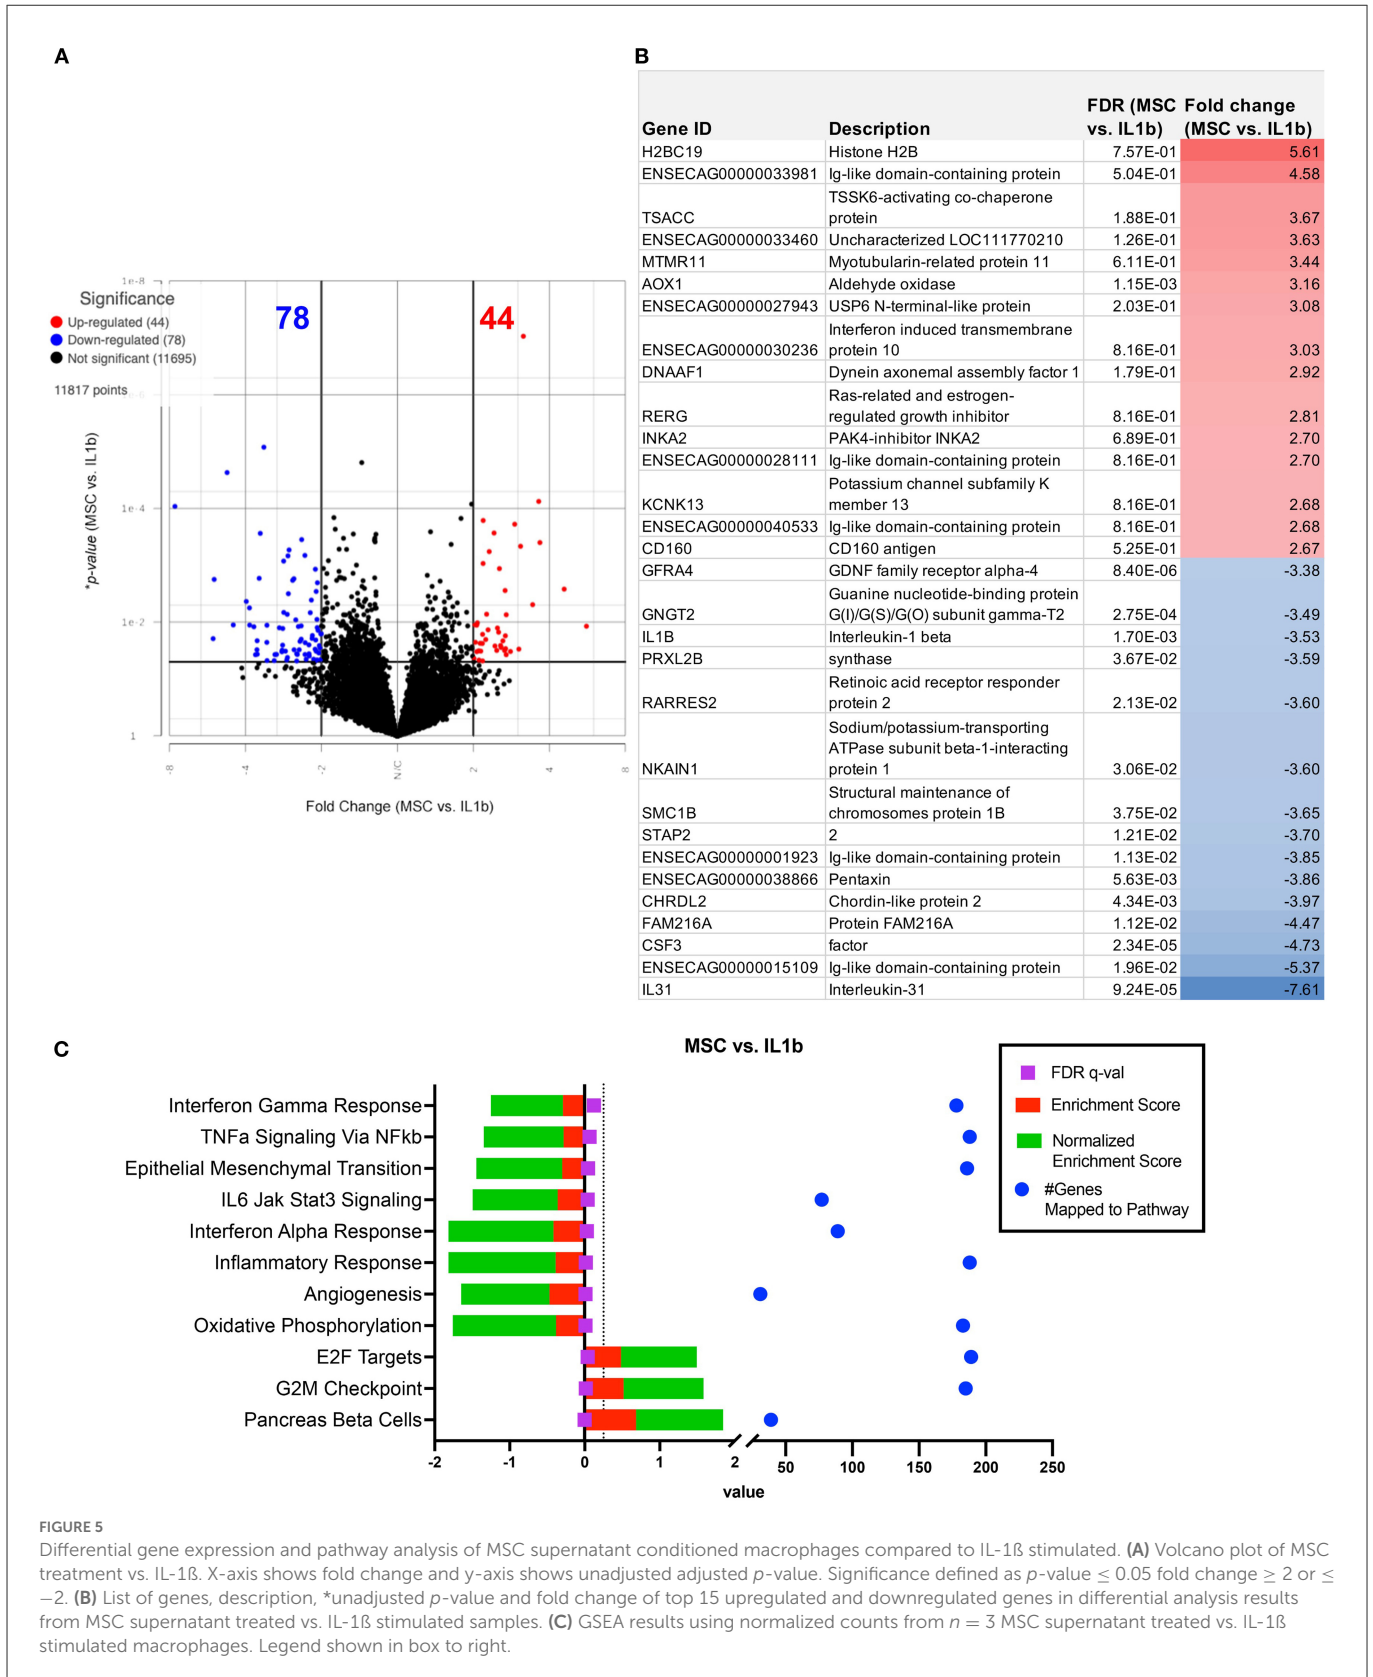 A
Significance
Up-regulated (44)
Down-regulated (78)
Not significant (11695)
11817 points
78
44
1e-8
1e-4
1e-2
1
*p-value (MSC vs. IL1b)
-8
-4
-2
N/C
2
4
8
Fold Change (MSC vs. IL1b)
B
Gene ID Description FDR (MSC vs. IL1b) Fold change (MSC vs. IL1b)
H2BC19 Histone H2B 7.57E-01 5.61
ENSECAG00000033981 Ig-like domain-containing protein 5.04E-01 4.58
TSSK6-activating co-chaperone
TSACC protein 1.88E-01 3.67
ENSECAG00000033460 Uncharacterized LOC111770210 1.26E-01 3.63
MTMR11 Myotubularin-related protein 11 6.11E-01 3.44
AOX1 Aldehyde oxidase 1.15E-03 3.16
ENSECAG00000027943 USP6 N-terminal-like protein 2.03E-01 3.08
Interferon induced transmembrane
ENSECAG00000030236 protein 10 8.16E-01 3.03
DNAAF1 Dynein axonemal assembly factor 1 1.79E-01 2.92
Ras-related and estrogen-
RERG regulated growth inhibitor 8.16E-01 2.81
INKA2 PAK4-inhibitor INKA2 6.89E-01 2.70
ENSECAG00000028111 Ig-like domain-containing protein 8.16E-01 2.70
Potassium channel subfamily K
KCNK13 member 13 8.16E-01 2.68
ENSECAG00000040533 Ig-like domain-containing protein 8.16E-01 2.68
CD160 CD160 antigen 5.25E-01 2.67
GFRA4 GDNF family receptor alpha-4 8.40E-06 -3.38
Guanine nucleotide-binding protein
GNGT2 G(I)/G(S)/G(O) subunit gamma-T2 2.75E-04 -3.49
IL1B Interleukin-1 beta 1.70E-03 -3.53
PRXL2B synthase 3.67E-02 -3.59
Retinoic acid receptor responder
RARRES2 protein 2 2.13E-02 -3.60
Sodium/potassium-transporting
ATPase subunit beta-1-interacting
NKAIN1 protein 1 3.06E-02 -3.60
Structural maintenance of
SMC1B chromosomes protein 1B 3.75E-02 -3.65
STAP2 2 1.21E-02 -3.70
ENSECAG00000001923 Ig-like domain-containing protein 1.13E-02 -3.85
ENSECAG00000038866 Pentaxin 5.63E-03 -3.86
CHRDL2 Chordin-like protein 2 4.34E-03 -3.97
FAM216A Protein FAM216A 1.12E-02 -4.47
CSF3 factor 2.34E-05 -4.73
ENSECAG00000015109 Ig-like domain-containing protein 1.96E-02 -5.37
IL31 Interleukin-31 9.24E-05 -7.61
C
MSC vs. IL1b
Interferon Gamma Response
TNFa Signaling Via NFkb
Epithelial Mesenchymal Transition
IL6 Jak Stat3 Signaling
Interferon Alpha Response
Inflammatory Response
Angiogenesis
Oxidative Phosphorylation
E2F Targets
G2M Checkpoint
Pancreas Beta Cells
-2 -1 0 1 2 50 100 150 200 250
value
FDR q-val
Enrichment Score
Normalized
Enrichment Score
#Genes
Mapped to Pathway
FIGURE 5
Differential gene expression and pathway analysis of MSC supernatant conditioned macrophages compared to IL-1ß stimulated. (A) Volcano plot of MSC
treatment vs. IL-1ß. X-axis shows fold change and y-axis shows unadjusted adjusted p-value. Significance defined as p-value ≤ 0.05 fold change ≥ 2 or ≤
−2. (B) List of genes, description, *unadjusted p-value and fold change of top 15 upregulated and downregulated genes in differential analysis results
from MSC supernatant treated vs. IL-1ß stimulated samples. (C) GSEA results using normalized counts from n = 3 MSC supernatant treated vs. IL-1ß
stimulated macrophages. Legend shown in box to right.